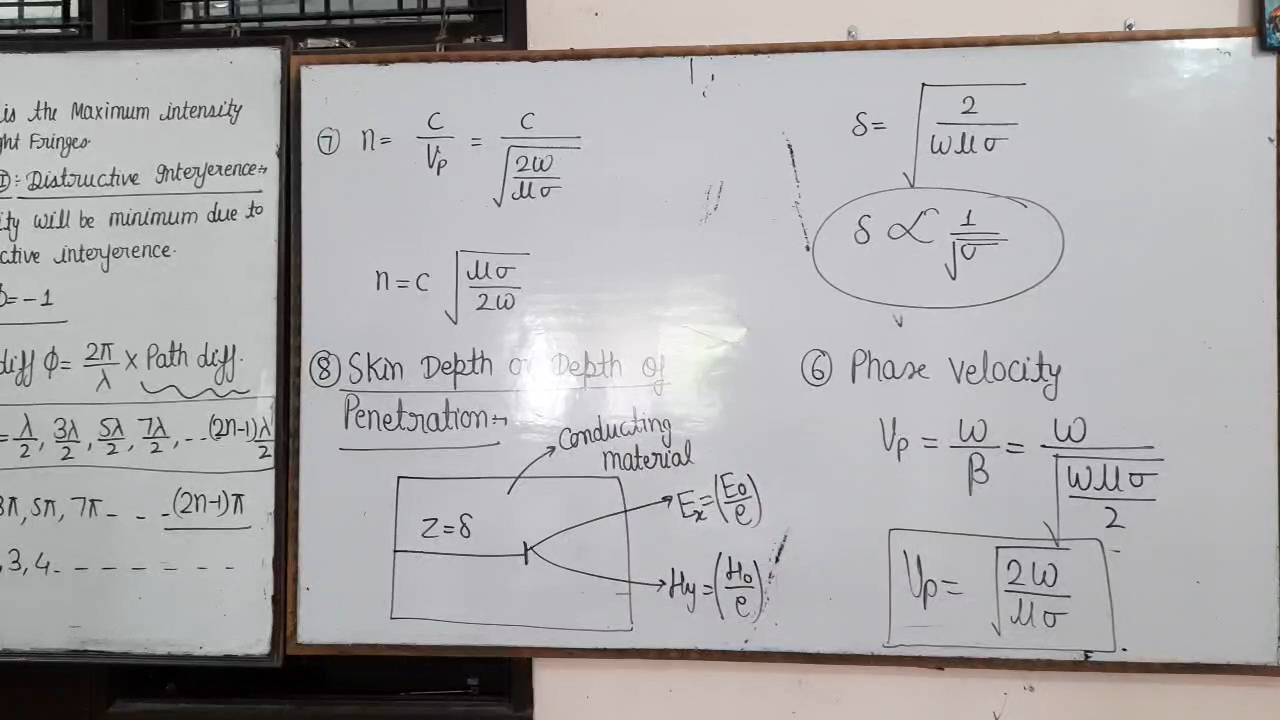 is the Maximum intensity
ght Fringes.
I):- Distructive Interference:→
ity will be minimum due to
ctive interference.
ϕ = -1
diff ϕ = 2π/λ × Path diff.
= λ/2, 3λ/2, 5λ/2, 7λ/2, .. - (2n-1)λ/2
3π, 5π, 7π - - - (2n-1)π
, 3, 4. - - - - - - -
⑦ n = C/Vp = C/√(2ω/μσ)
n = C √(μσ/2ω)
⑧ Skin Depth or Depth of
Penetration:→
Conducting
material
Z = δ
Ex = (E0/e)
Hy = (H0/e)
δ = √(2/ωμσ)
δ ∝ 1/√σ
⑥ Phase velocity
Vp = ω/β = ω/√(ωμσ/2)
Vp = √(2ω/μσ)